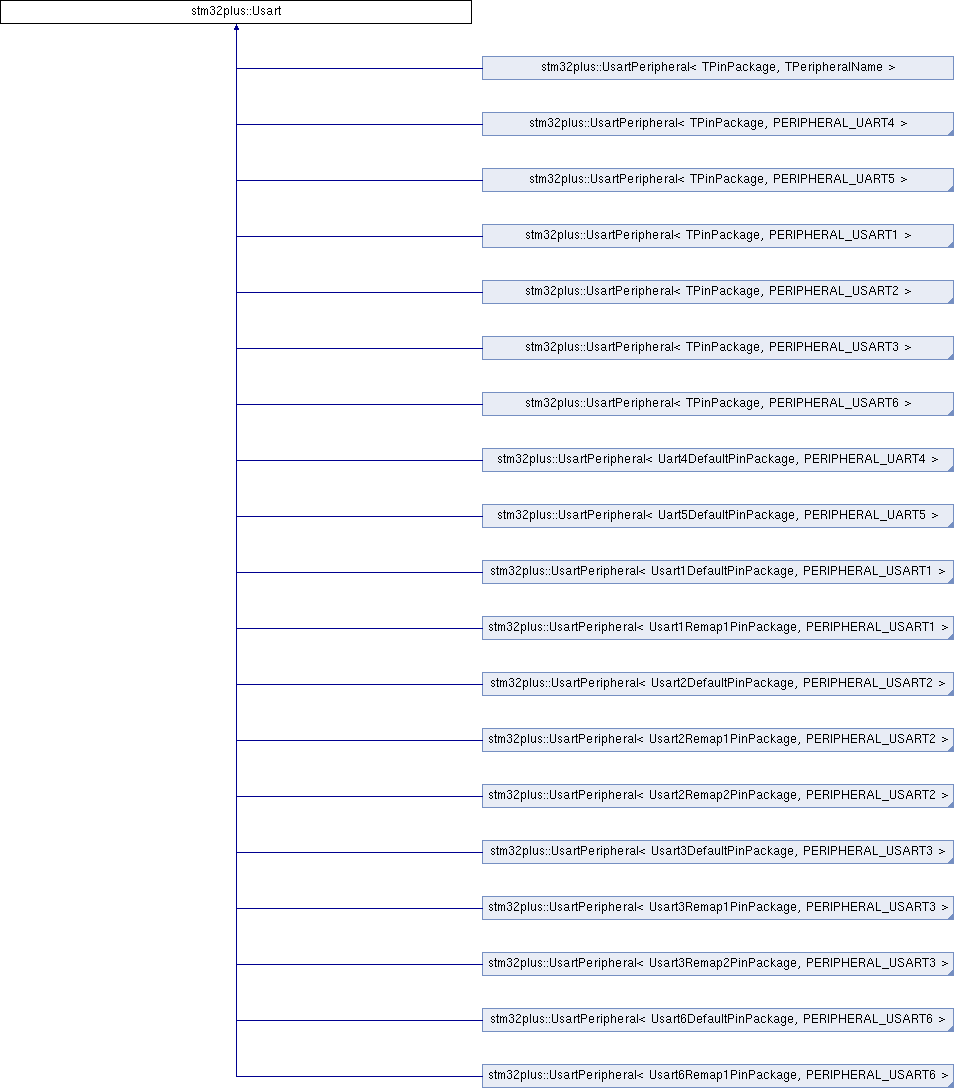 stm32plus::Usart
stm32plus::UsartPeripheral< TPinPackage, TPeripheralName >
stm32plus::UsartPeripheral< TPinPackage, PERIPHERAL_UART4 >
stm32plus::UsartPeripheral< TPinPackage, PERIPHERAL_UART5 >
stm32plus::UsartPeripheral< TPinPackage, PERIPHERAL_USART1 >
stm32plus::UsartPeripheral< TPinPackage, PERIPHERAL_USART2 >
stm32plus::UsartPeripheral< TPinPackage, PERIPHERAL_USART3 >
stm32plus::UsartPeripheral< TPinPackage, PERIPHERAL_USART6 >
stm32plus::UsartPeripheral< Uart4DefaultPinPackage, PERIPHERAL_UART4 >
stm32plus::UsartPeripheral< Uart5DefaultPinPackage, PERIPHERAL_UART5 >
stm32plus::UsartPeripheral< Usart1DefaultPinPackage, PERIPHERAL_USART1 >
stm32plus::UsartPeripheral< Usart1Remap1PinPackage, PERIPHERAL_USART1 >
stm32plus::UsartPeripheral< Usart2DefaultPinPackage, PERIPHERAL_USART2 >
stm32plus::UsartPeripheral< Usart2Remap1PinPackage, PERIPHERAL_USART2 >
stm32plus::UsartPeripheral< Usart2Remap2PinPackage, PERIPHERAL_USART2 >
stm32plus::UsartPeripheral< Usart3DefaultPinPackage, PERIPHERAL_USART3 >
stm32plus::UsartPeripheral< Usart3Remap1PinPackage, PERIPHERAL_USART3 >
stm32plus::UsartPeripheral< Usart3Remap2PinPackage, PERIPHERAL_USART3 >
stm32plus::UsartPeripheral< Usart6DefaultPinPackage, PERIPHERAL_USART6 >
stm32plus::UsartPeripheral< Usart6Remap1PinPackage, PERIPHERAL_USART6 >